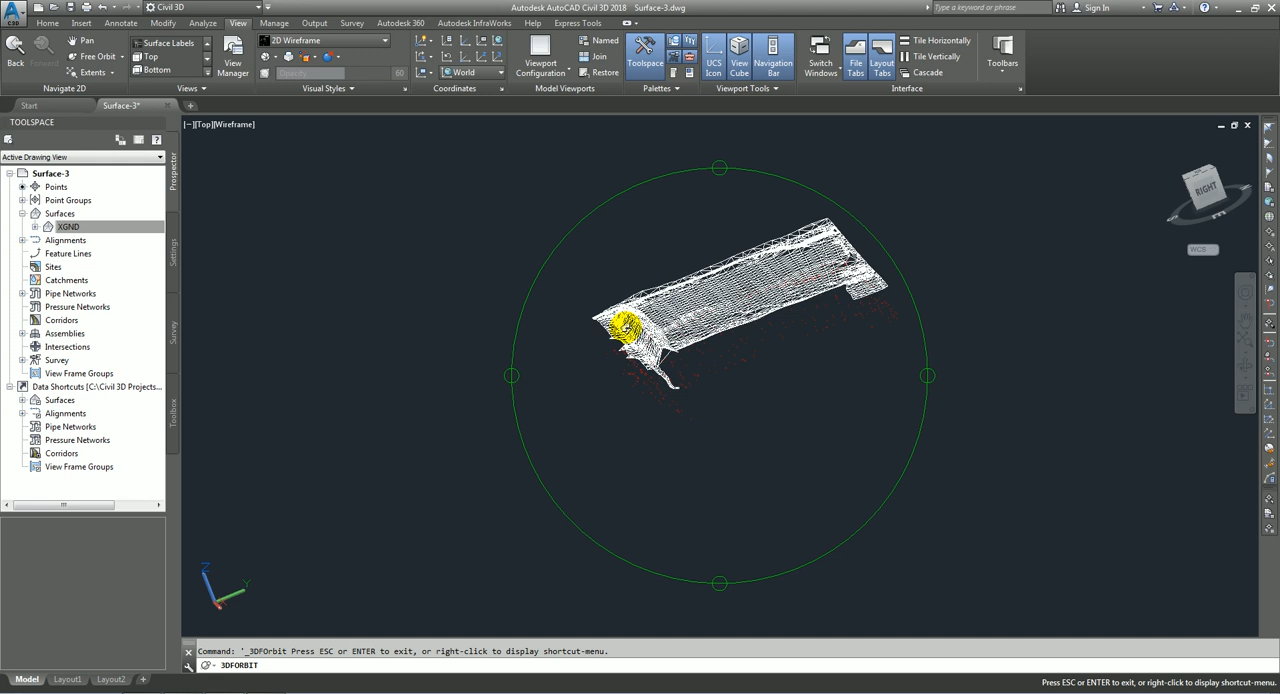 Civil 3D
Autodesk AutoCAD Civil 3D 2018 Surface-3.dwg
Type a keyword or phrase
Sign In
C3D
Home Insert Annotate Modify Analyze View Manage Output Survey Autodesk 360 Autodesk InfraWorks Help Express Tools
Back
Forward
Pan
Free Orbit
Extents
Navigate 2D
Surface Labels
Top
Bottom
View
Manager
Views
2D Wireframe
Opacity 60
Visual Styles
World
Coordinates
Viewport
Configuration
Named
Join
Restore
Model Viewports
Toolspace
Palettes
UCS
Icon
View
Cube
Navigation
Bar
Viewport Tools
Switch
Windows
File
Tabs
Layout
Tabs
Tile Horizontally
Tile Vertically
Cascade
Interface
Toolbars
Start Surface-3*
TOOLSPACE
Active Drawing View
Surface-3
Points
Point Groups
Surfaces
XGND
Alignments
Feature Lines
Sites
Catchments
Pipe Networks
Pressure Networks
Corridors
Assemblies
Intersections
Survey
View Frame Groups
Data Shortcuts [C:\Civil 3D Projects...
Surfaces
Alignments
Pipe Networks
Pressure Networks
Corridors
View Frame Groups
Prospector
Settings
Survey
Toolbox
[−][Top][Wireframe]
RIGHT
WCS
Z
Y
Command: '_3DFOrbit Press ESC or ENTER to exit, or right-click to display shortcut-menu.
3DFORBIT
Model Layout1 Layout2
Press ESC or ENTER to exit, or right-click to display shortcut-menu.